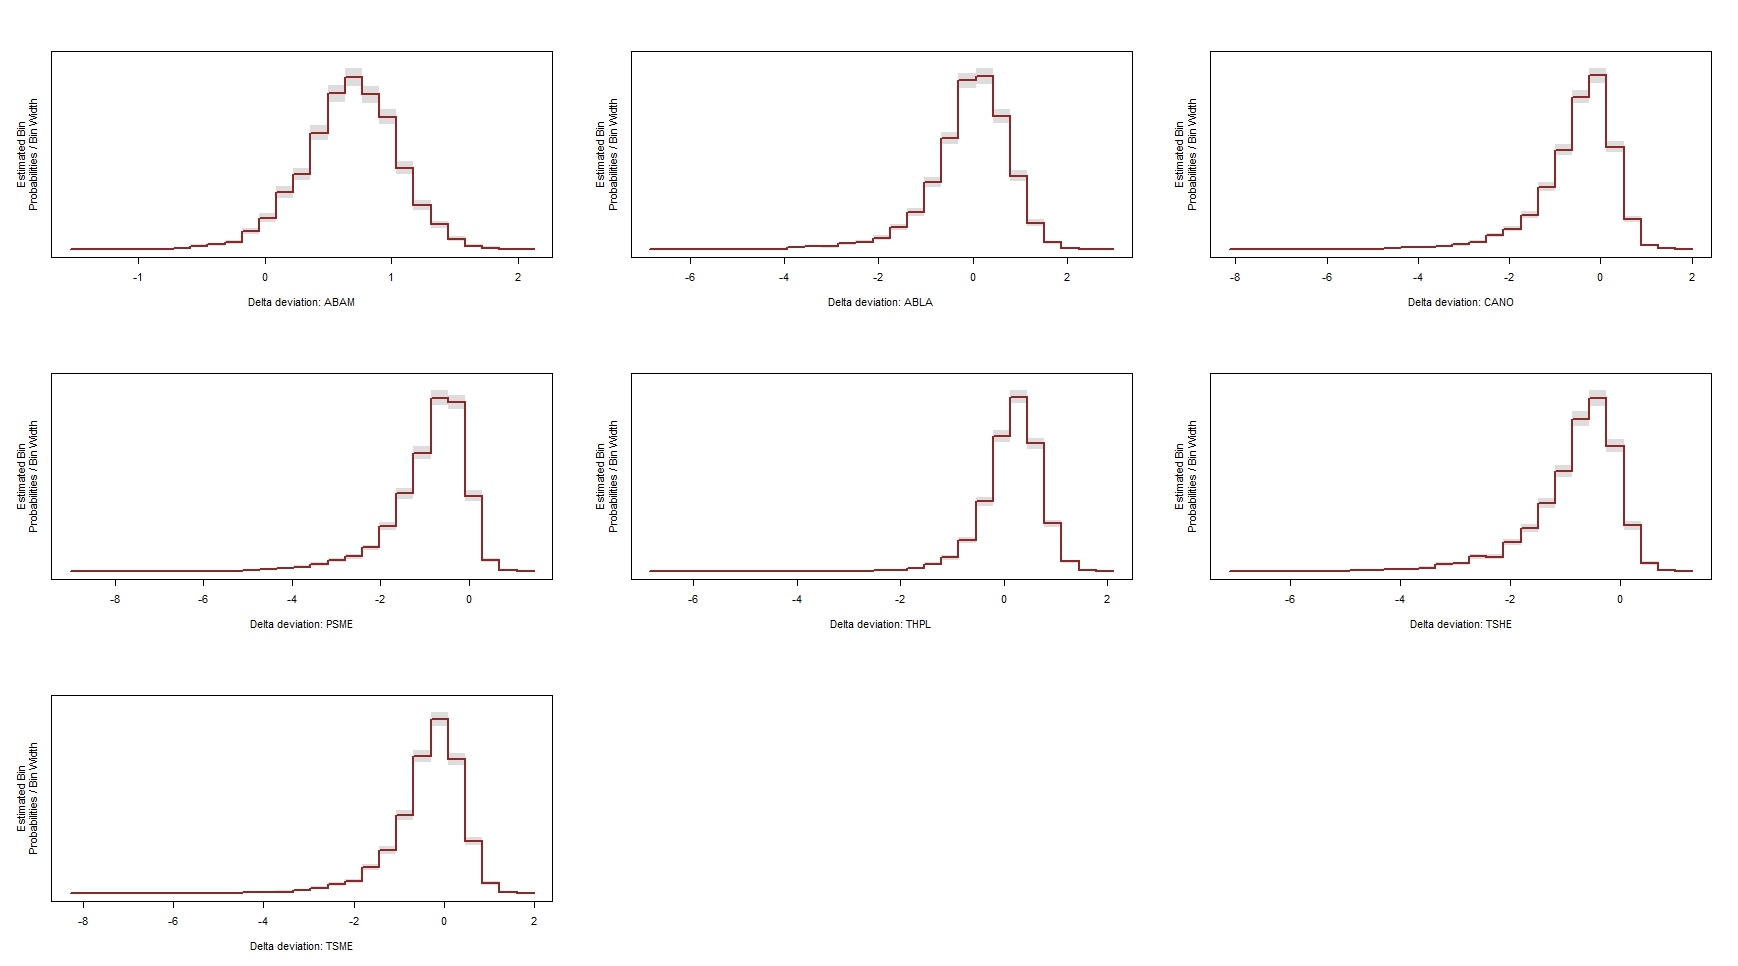 Estimated Bin
Probabilities / Bin Width
-1 0 1 2
Delta deviation: ABAM
Estimated Bin
Probabilities / Bin Width
-6 -4 -2 0 2
Delta deviation: ABLA
Estimated Bin
Probabilities / Bin Width
-8 -6 -4 -2 0 2
Delta deviation: CANO
Estimated Bin
Probabilities / Bin Width
-8 -6 -4 -2 0
Delta deviation: PSME
Estimated Bin
Probabilities / Bin Width
-6 -4 -2 0 2
Delta deviation: THPL
Estimated Bin
Probabilities / Bin Width
-6 -4 -2 0
Delta deviation: TSHE
Estimated Bin
Probabilities / Bin Width
-8 -6 -4 -2 0 2
Delta deviation: TSME